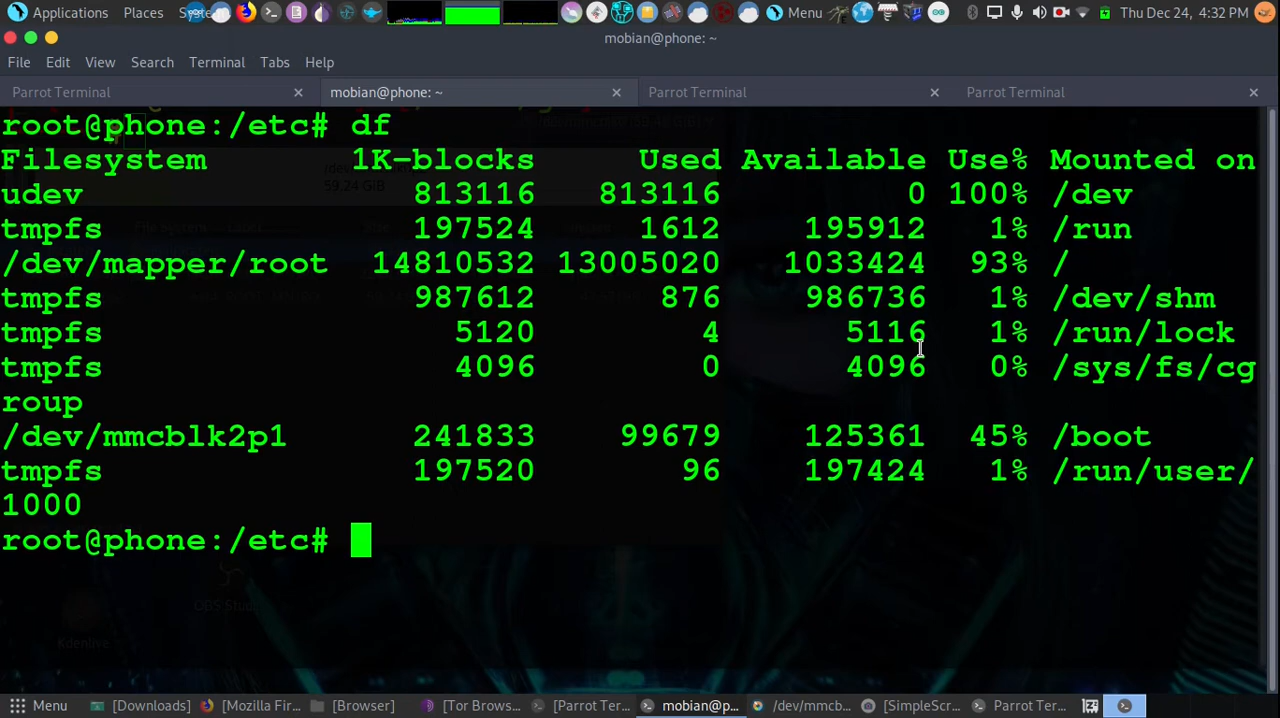 Applications Places System Menu Thu Dec 24, 4:32 PM
mobian@phone: ~
File Edit View Search Terminal Tabs Help
Parrot Terminal mobian@phone: ~ Parrot Terminal Parrot Terminal
root@phone:/etc# df
Filesystem 1K-blocks Used Available Use% Mounted on
udev 813116 813116 0 100% /dev
tmpfs 197524 1612 195912 1% /run
/dev/mapper/root 14810532 13005020 1033424 93% /
tmpfs 987612 876 986736 1% /dev/shm
tmpfs 5120 4 5116 1% /run/lock
tmpfs 4096 0 4096 0% /sys/fs/cg
roup
/dev/mmcblk2p1 241833 99679 125361 45% /boot
tmpfs 197520 96 197424 1% /run/user/
1000
root@phone:/etc#
OBS Studio
Kdenlive
Menu [Downloads] [Mozilla Fir... [Browser] [Tor Brows... [Parrot Ter... mobian@p... /dev/mmcb... [SimpleScr... Parrot Ter...